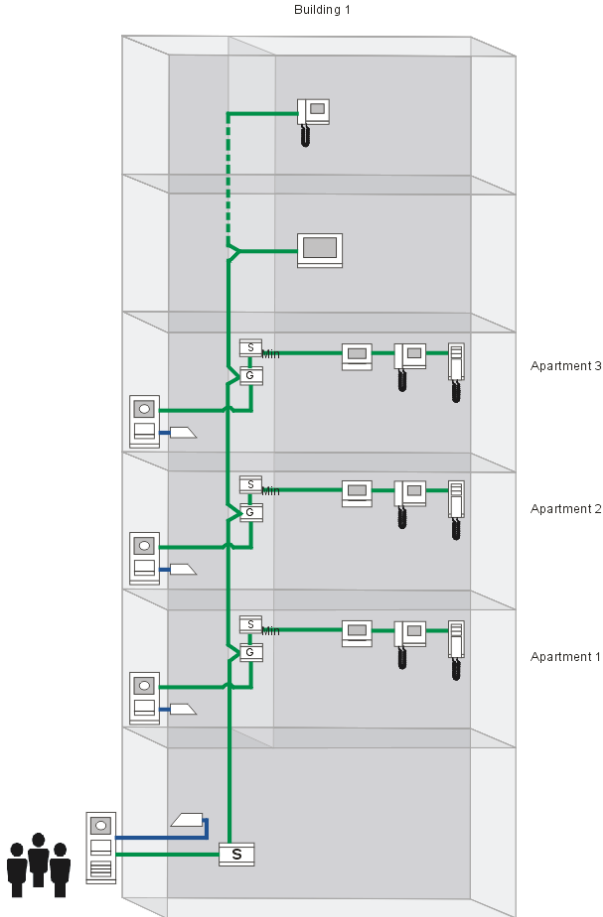 Building 1
S
Min
G
Apartment 3
S
Min
G
Apartment 2
S
Min
G
Apartment 1
S